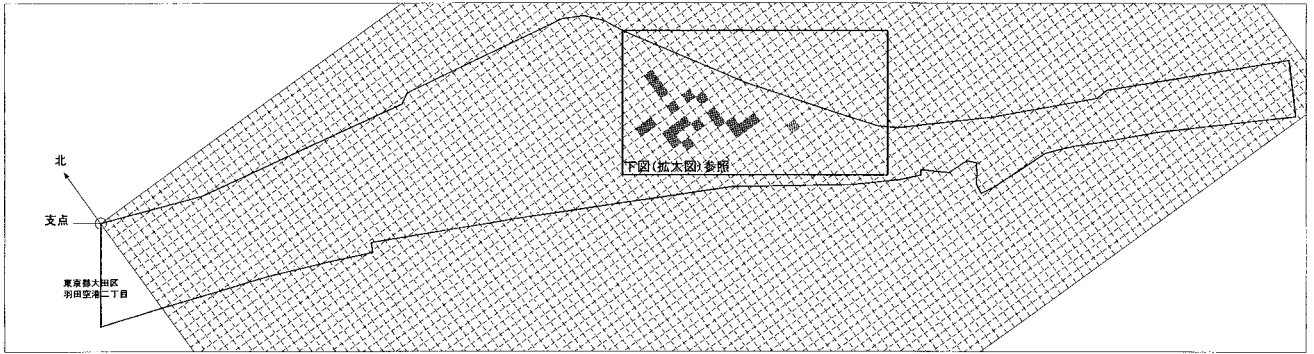 北
支点
東京都大田区
羽田空港二丁目
下図(拡大図)参照